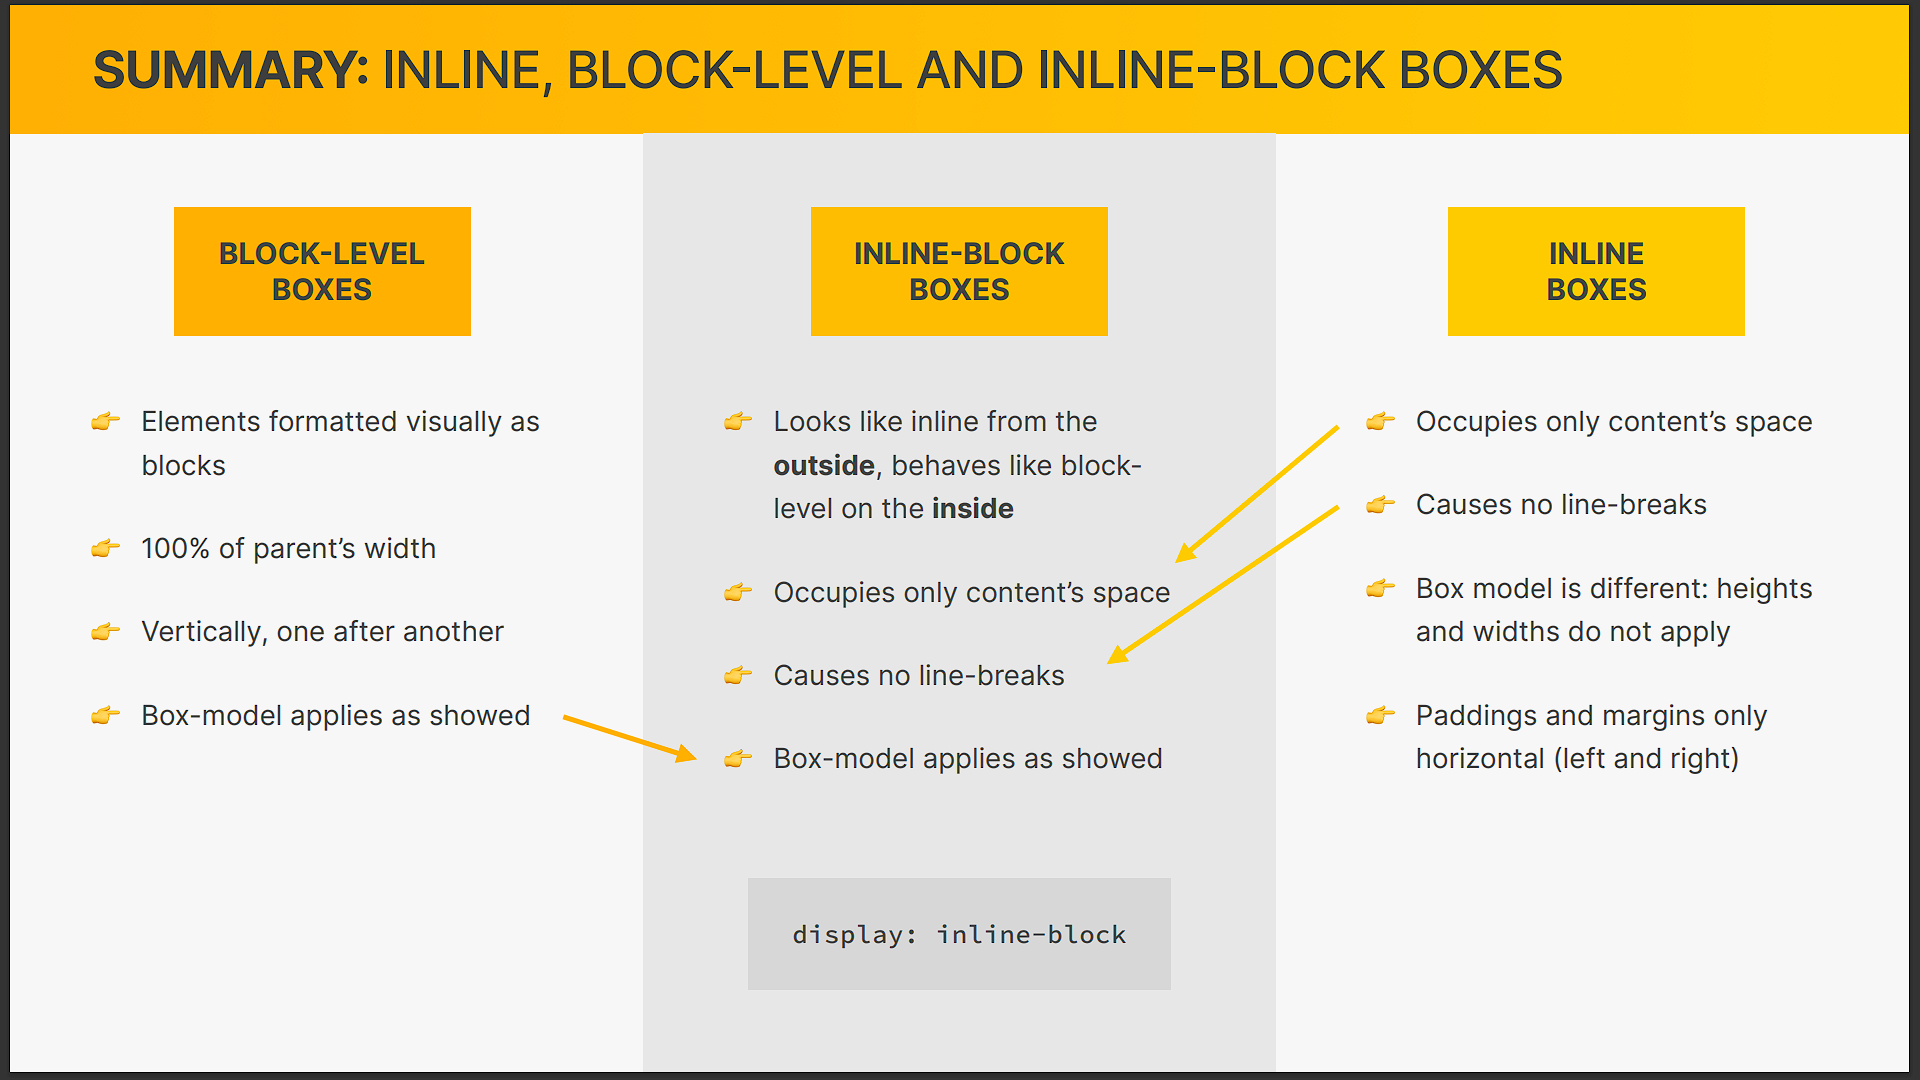 SUMMARY: INLINE, BLOCK-LEVEL AND INLINE-BLOCK BOXES
BLOCK-LEVEL
BOXES
Elements formatted visually as
blocks
100% of parent’s width
Vertically, one after another
Box-model applies as showed
INLINE-BLOCK
BOXES
Looks like inline from the
outside, behaves like block-
level on the inside
Occupies only content’s space
Causes no line-breaks
Box-model applies as showed
display: inline-block
INLINE
BOXES
Occupies only content’s space
Causes no line-breaks
Box model is different: heights
and widths do not apply
Paddings and margins only
horizontal (left and right)